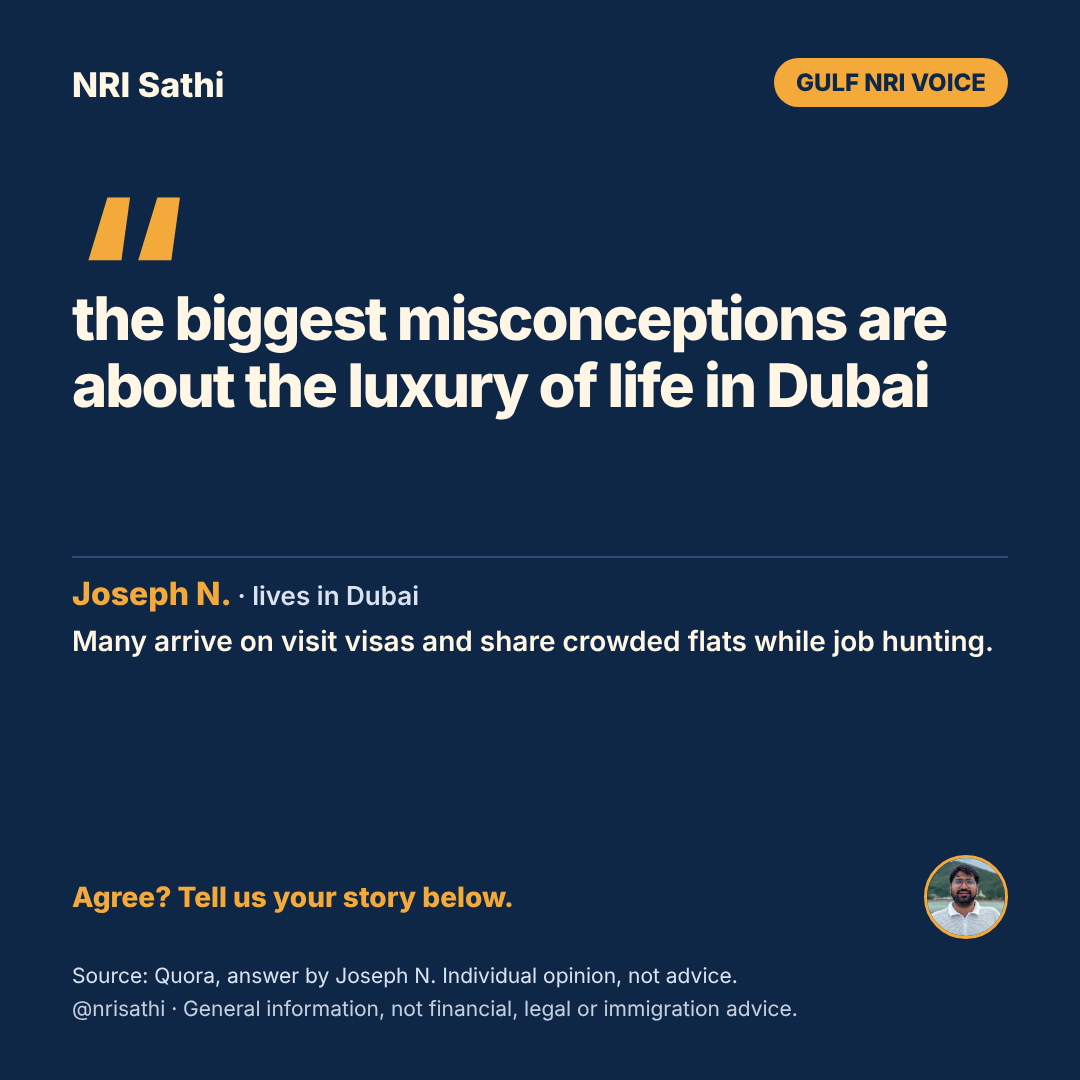 NRI Sathi
GULF NRI VOICE
"
the biggest misconceptions are
about the luxury of life in Dubai
Joseph N. · lives in Dubai
Many arrive on visit visas and share crowded flats while job hunting.
Agree? Tell us your story below.
Source: Quora, answer by Joseph N. Individual opinion, not advice.
@nrisathi · General information, not financial, legal or immigration advice.